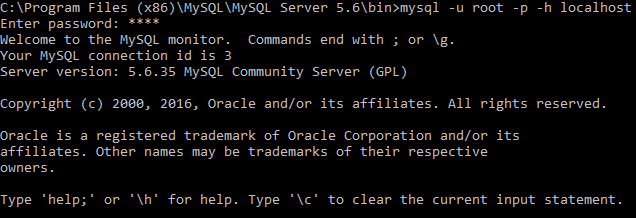 C:\Program Files (x86)\MySQL\MySQL Server 5.6\bin>mysql -u root -p -h localhost
Enter password: ****
Welcome to the MySQL monitor.  Commands end with ; or \g.
Your MySQL connection id is 3
Server version: 5.6.35 MySQL Community Server (GPL)

Copyright (c) 2000, 2016, Oracle and/or its affiliates. All rights reserved.

Oracle is a registered trademark of Oracle Corporation and/or its
affiliates. Other names may be trademarks of their respective
owners.

Type 'help;' or '\h' for help. Type '\c' to clear the current input statement.